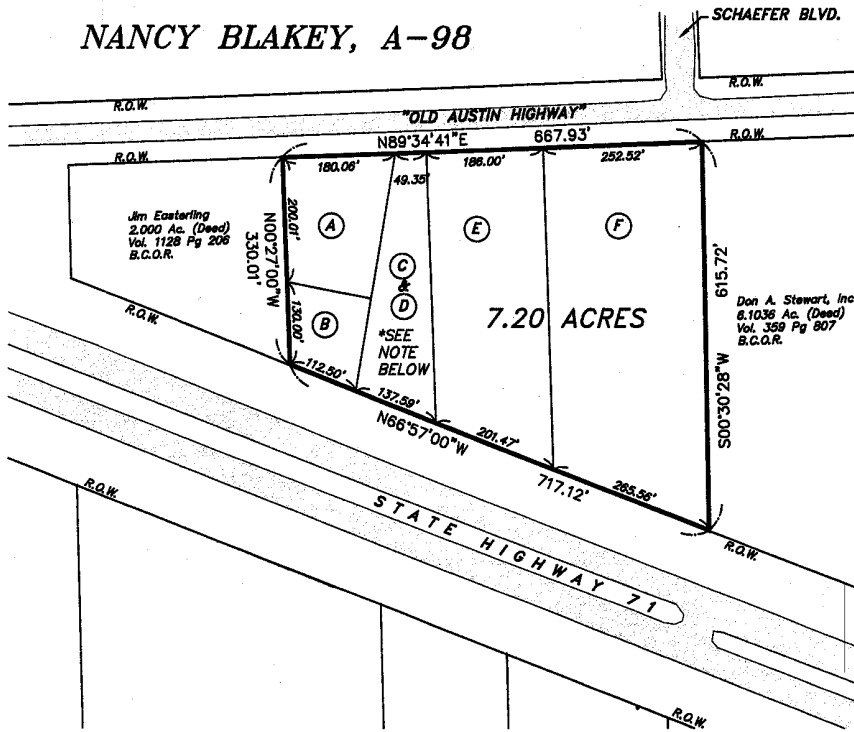 NANCY BLAKEY, A-98
SCHAEFER BLVD.
R.O.W.
R.O.W.
"OLD AUSTIN HIGHWAY"
R.O.W.
N89°34'41"E 667.93'
R.O.W.
180.06'
49.35'
186.00'
252.52'
Jim Easterling
2.000 Ac. (Deed)
Vol. 1128 Pg 206
B.C.O.R.
200.01'
N00°27'00"W
330.01'
130.00'
A
B
C
&
D
*SEE
NOTE
BELOW
E
F
7.20 ACRES
615.72'
S00°30'28"W
Don A. Stewart, Inc
6.1036 Ac. (Deed)
Vol. 359 Pg 807
B.C.O.R.
R.O.W.
112.50'
137.59'
N66°57'00"W
201.47'
717.12'
265.56'
R.O.W.
R.O.W.
STATE HIGHWAY 71
R.O.W.